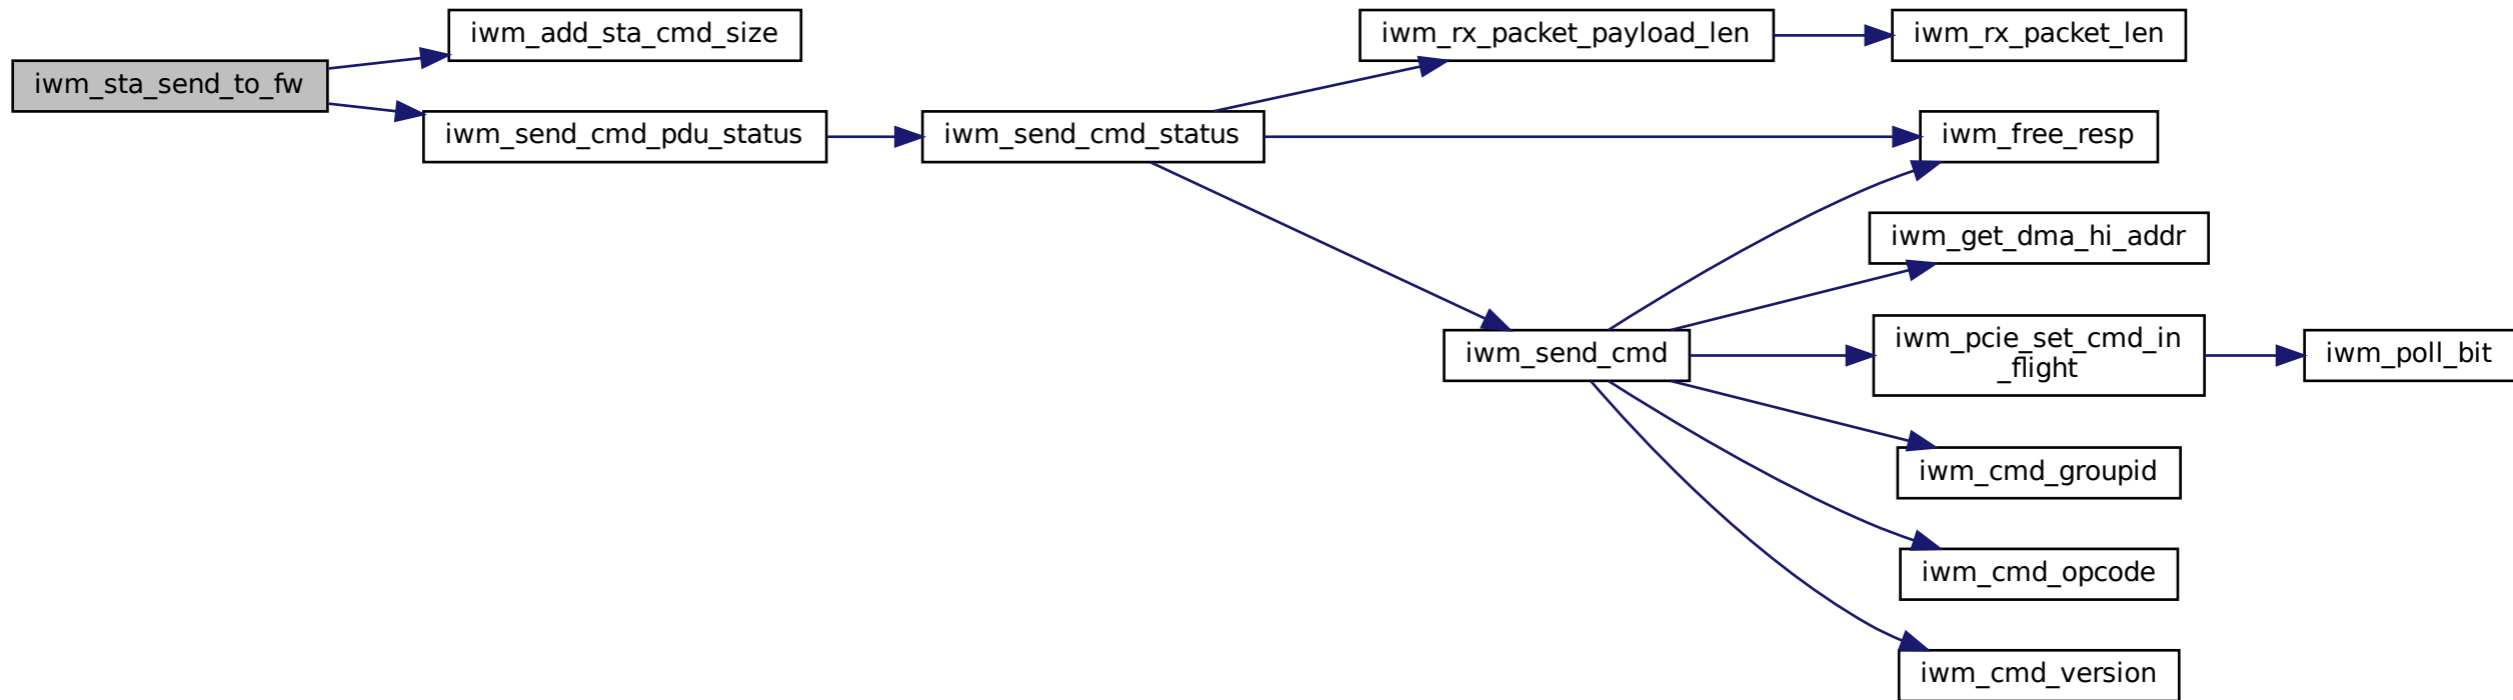 iwm_sta_send_to_fw
iwm_add_sta_cmd_size
iwm_send_cmd_pdu_status
iwm_send_cmd_status
iwm_rx_packet_payload_len
iwm_rx_packet_len
iwm_free_resp
iwm_send_cmd
iwm_get_dma_hi_addr
iwm_pcie_set_cmd_in
_flight
iwm_poll_bit
iwm_cmd_groupid
iwm_cmd_opcode
iwm_cmd_version